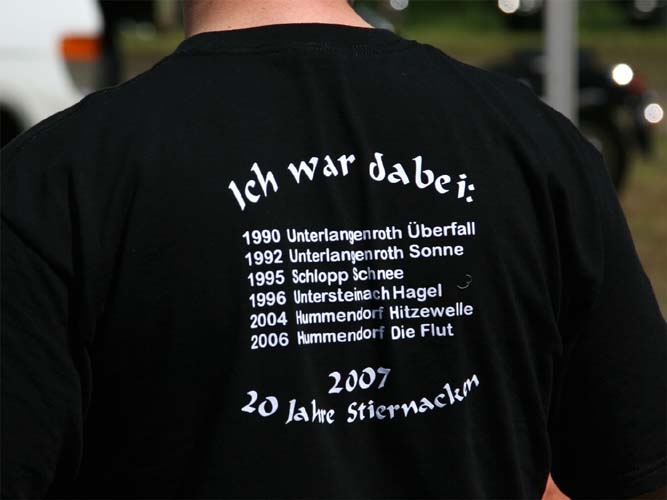 Ich war dabei:
1990 Unterlangenroth Überfall
1992 Unterlangenroth Sonne
1995 Schlopp Schnee
1996 Untersteinach Hagel
2004 Hummendorf Hitzewelle
2006 Hummendorf Die Flut
2007
20 Jahre Stiernacken